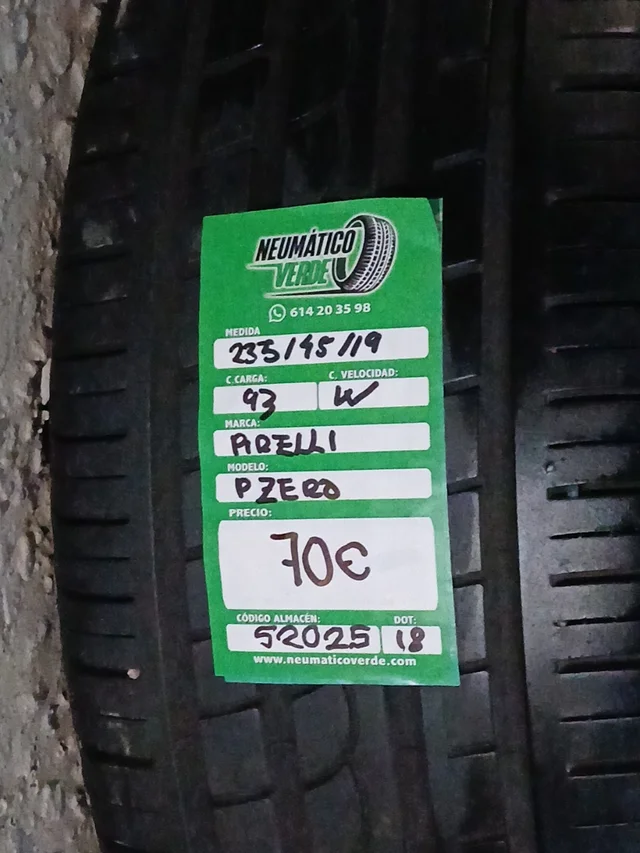 NEUMÁTICO
VERDE
614 20 35 98
MEDIDA
235/45/19
C.CARGA: C. VELOCIDAD:
93 W
MARCA:
PIRELLI
MODELO:
P ZERO
PRECIO:
70€
CÓDIGO ALMACÉN: DOT:
52025 18
www.neumaticoverde.com